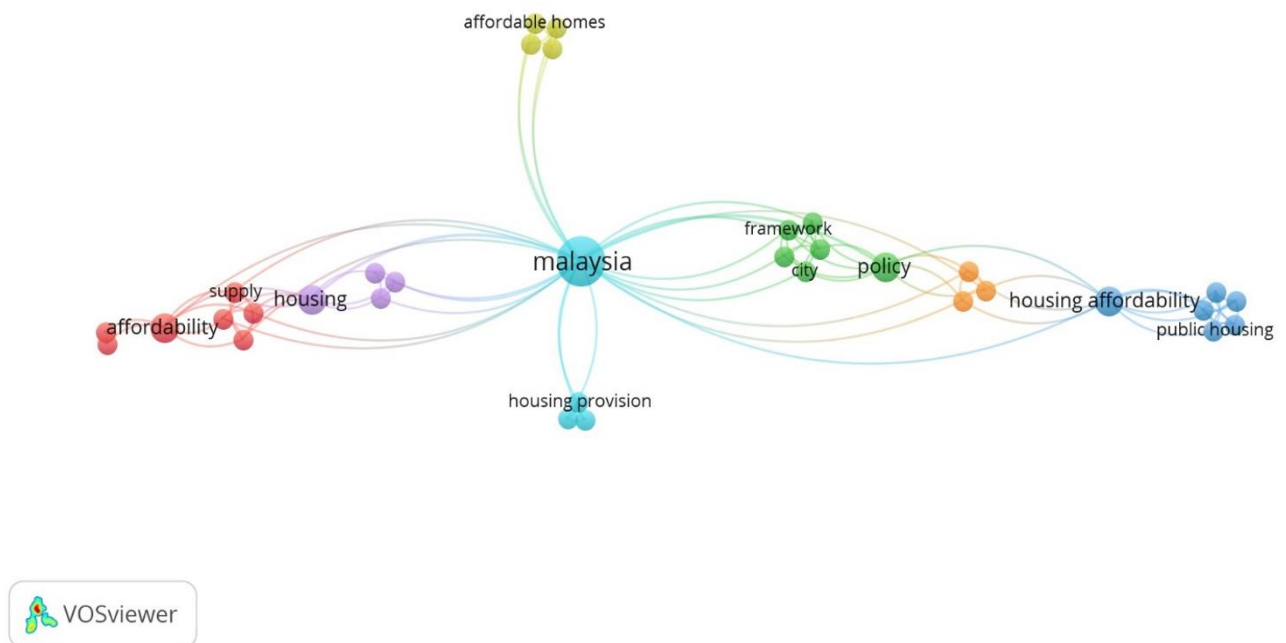 affordable homes
malaysia
framework
city
policy
supply
housing
affordability
housing affordability
public housing
housing provision
VOSviewer